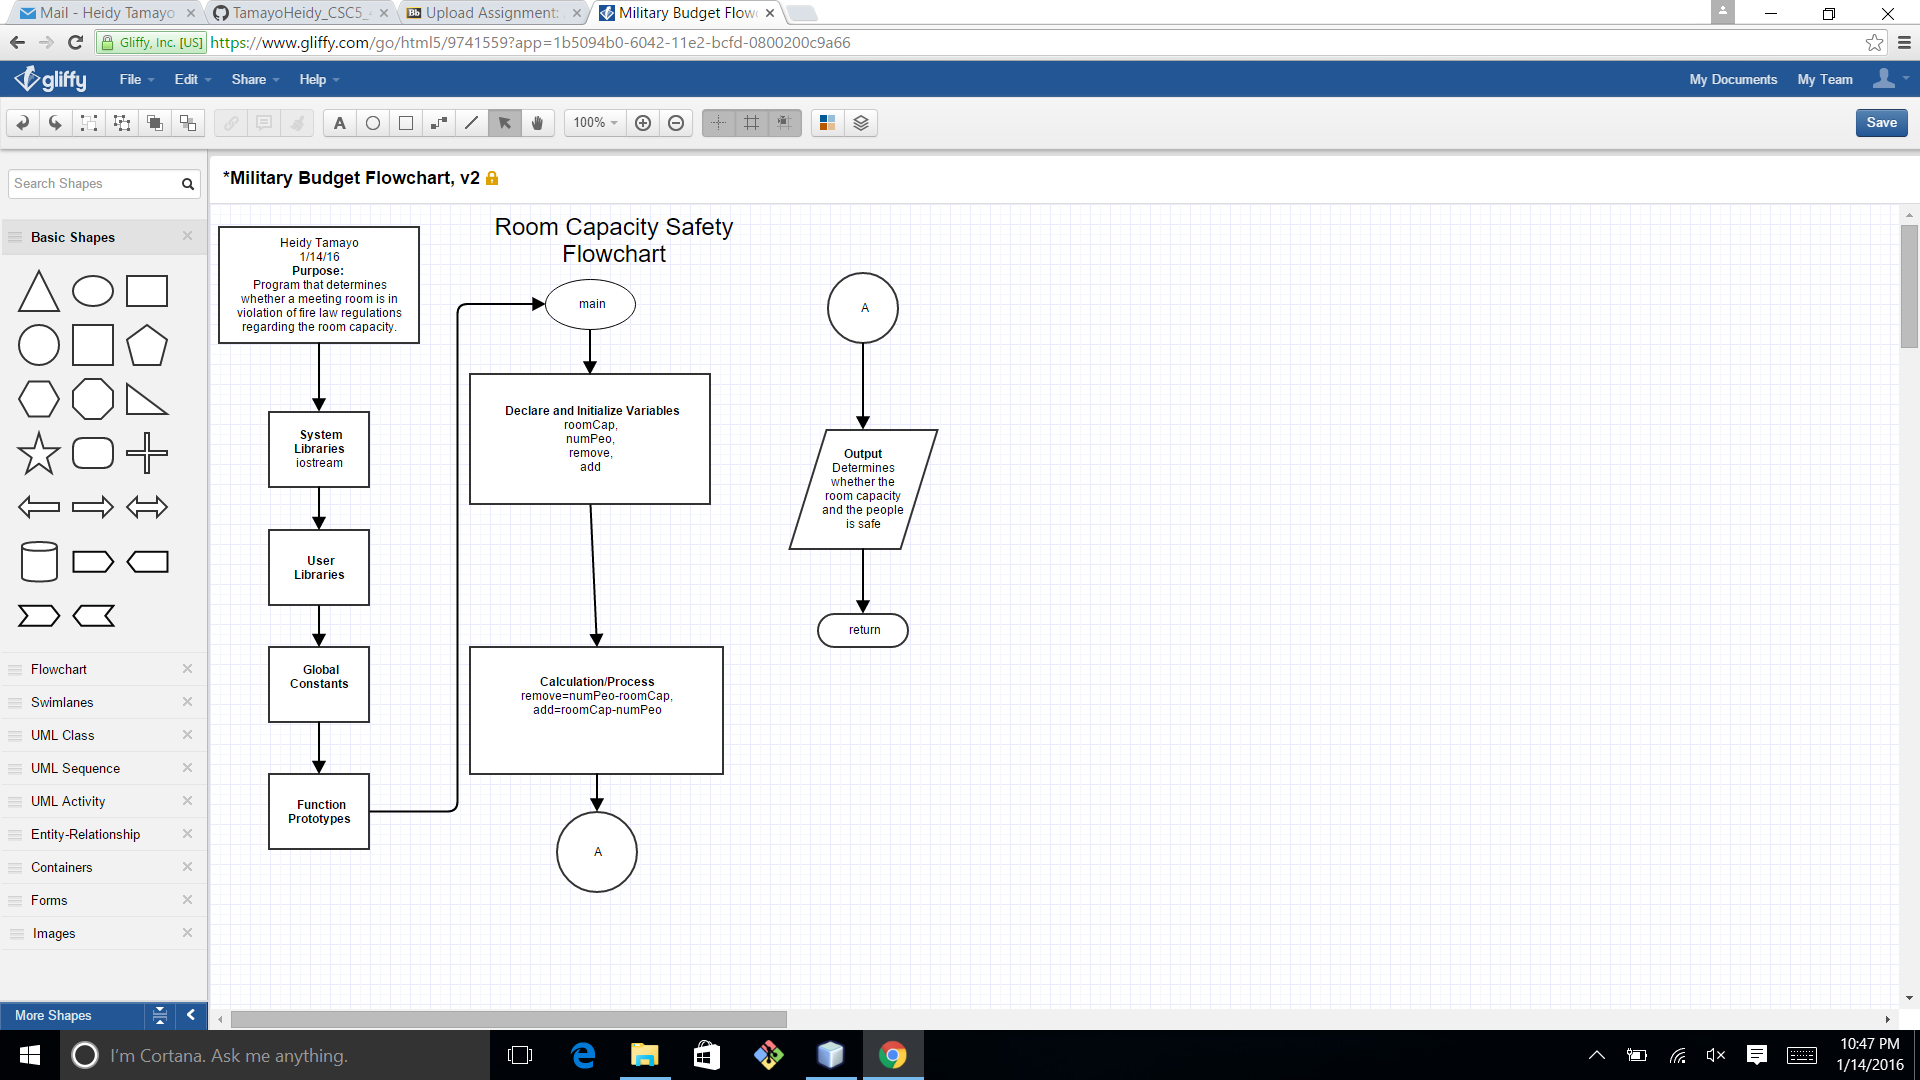 Mail - Heidy Tamayo
TamayoHeidy_CSC5_
Upload Assignment:
Military Budget Flow
Gliffy, Inc. [US]
https://www.gliffy.com/go/html5/9741559?app=1b5094b0-6042-11e2-bcfd-0800200c9a66
gliffy
File
Edit
Share
Help
My Documents
My Team
A
100%
Save
Search Shapes
*Military Budget Flowchart, v2
Basic Shapes
Flowchart
Swimlanes
UML Class
UML Sequence
UML Activity
Entity-Relationship
Containers
Forms
Images
More Shapes
Room Capacity Safety
Flowchart
Heidy Tamayo
1/14/16
Purpose:
Program that determines
whether a meeting room is in
violation of fire law regulations
regarding the room capacity.
System
Libraries
iostream
User
Libraries
Global
Constants
Function
Prototypes
main
Declare and Initialize Variables
roomCap,
numPeo,
remove,
add
Calculation/Process
remove=numPeo-roomCap,
add=roomCap-numPeo
A
A
Output
Determines
whether the
room capacity
and the people
is safe
return
I'm Cortana. Ask me anything.
10:47 PM
1/14/2016